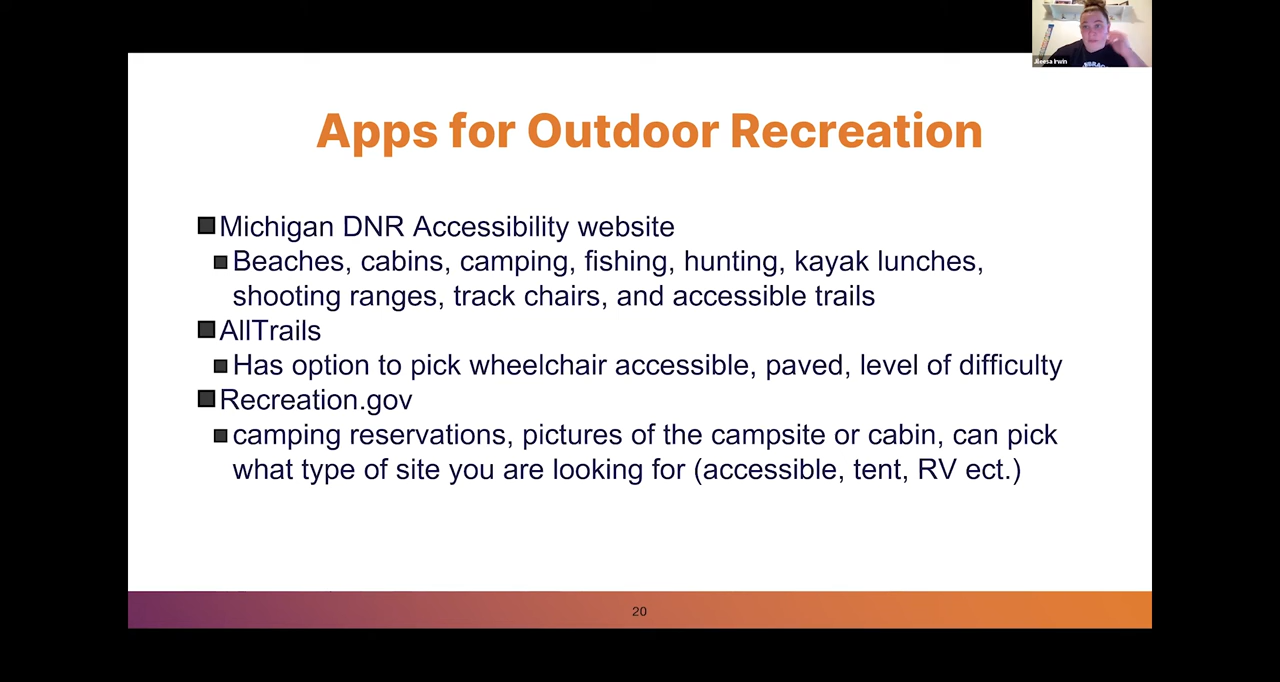 Jileesa Irwin
Apps for Outdoor Recreation
Michigan DNR Accessibility website
Beaches, cabins, camping, fishing, hunting, kayak lunches,
shooting ranges, track chairs, and accessible trails
AllTrails
Has option to pick wheelchair accessible, paved, level of difficulty
Recreation.gov
camping reservations, pictures of the campsite or cabin, can pick
what type of site you are looking for (accessible, tent, RV ect.)
20